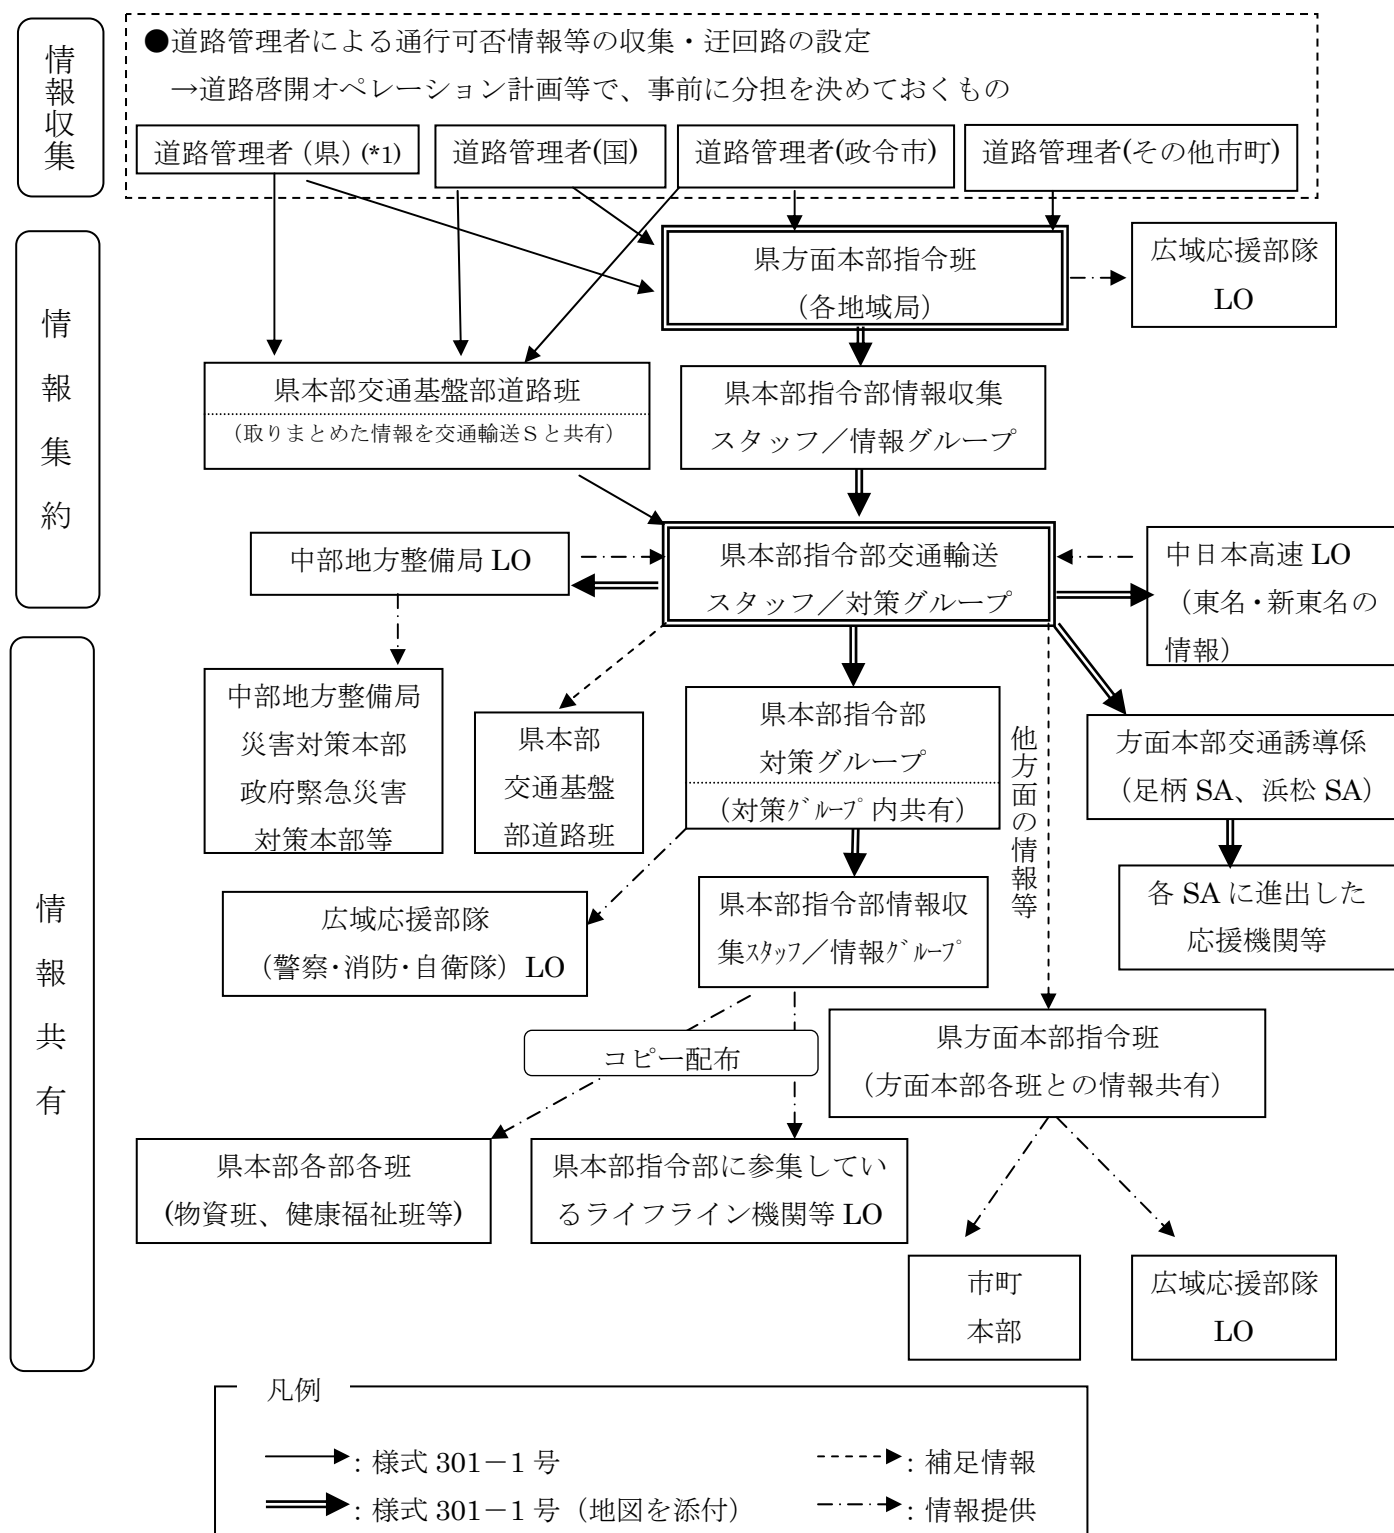 情報収集
●道路管理者による通行可否情報等の収集・迂回路の設定
→道路啓開オペレーション計画等で、事前に分担を決めておくもの
道路管理者（県）(*1)
道路管理者(国)
道路管理者(政令市)
道路管理者(その他市町)
情報集約
県方面本部指令班
（各地域局）
広域応援部隊
LO
県本部交通基盤部道路班
（取りまとめた情報を交通輸送Ｓと共有）
県本部指令部情報収集
スタッフ／情報グループ
中部地方整備局 LO
県本部指令部交通輸送
スタッフ／対策グループ
中日本高速 LO
（東名・新東名の
情報）
情報共有
中部地方整備局
災害対策本部
政府緊急災害
対策本部等
県本部
交通基盤
部道路班
県本部指令部
対策グループ
（対策ｸﾞﾙｰﾌﾟ内共有）
他方面の情報等
方面本部交通誘導係
（足柄 SA、浜松 SA）
各 SA に進出した
応援機関等
広域応援部隊
（警察・消防・自衛隊）LO
県本部指令部情報収
集ｽﾀｯﾌ／情報ｸﾞﾙｰﾌﾟ
コピー配布
県方面本部指令班
（方面本部各班との情報共有）
県本部各部各班
(物資班、健康福祉班等)
県本部指令部に参集してい
るライフライン機関等 LO
市町
本部
広域応援部隊
LO
凡例
：様式 301－1 号
：補足情報
：様式 301－1 号（地図を添付）
：情報提供